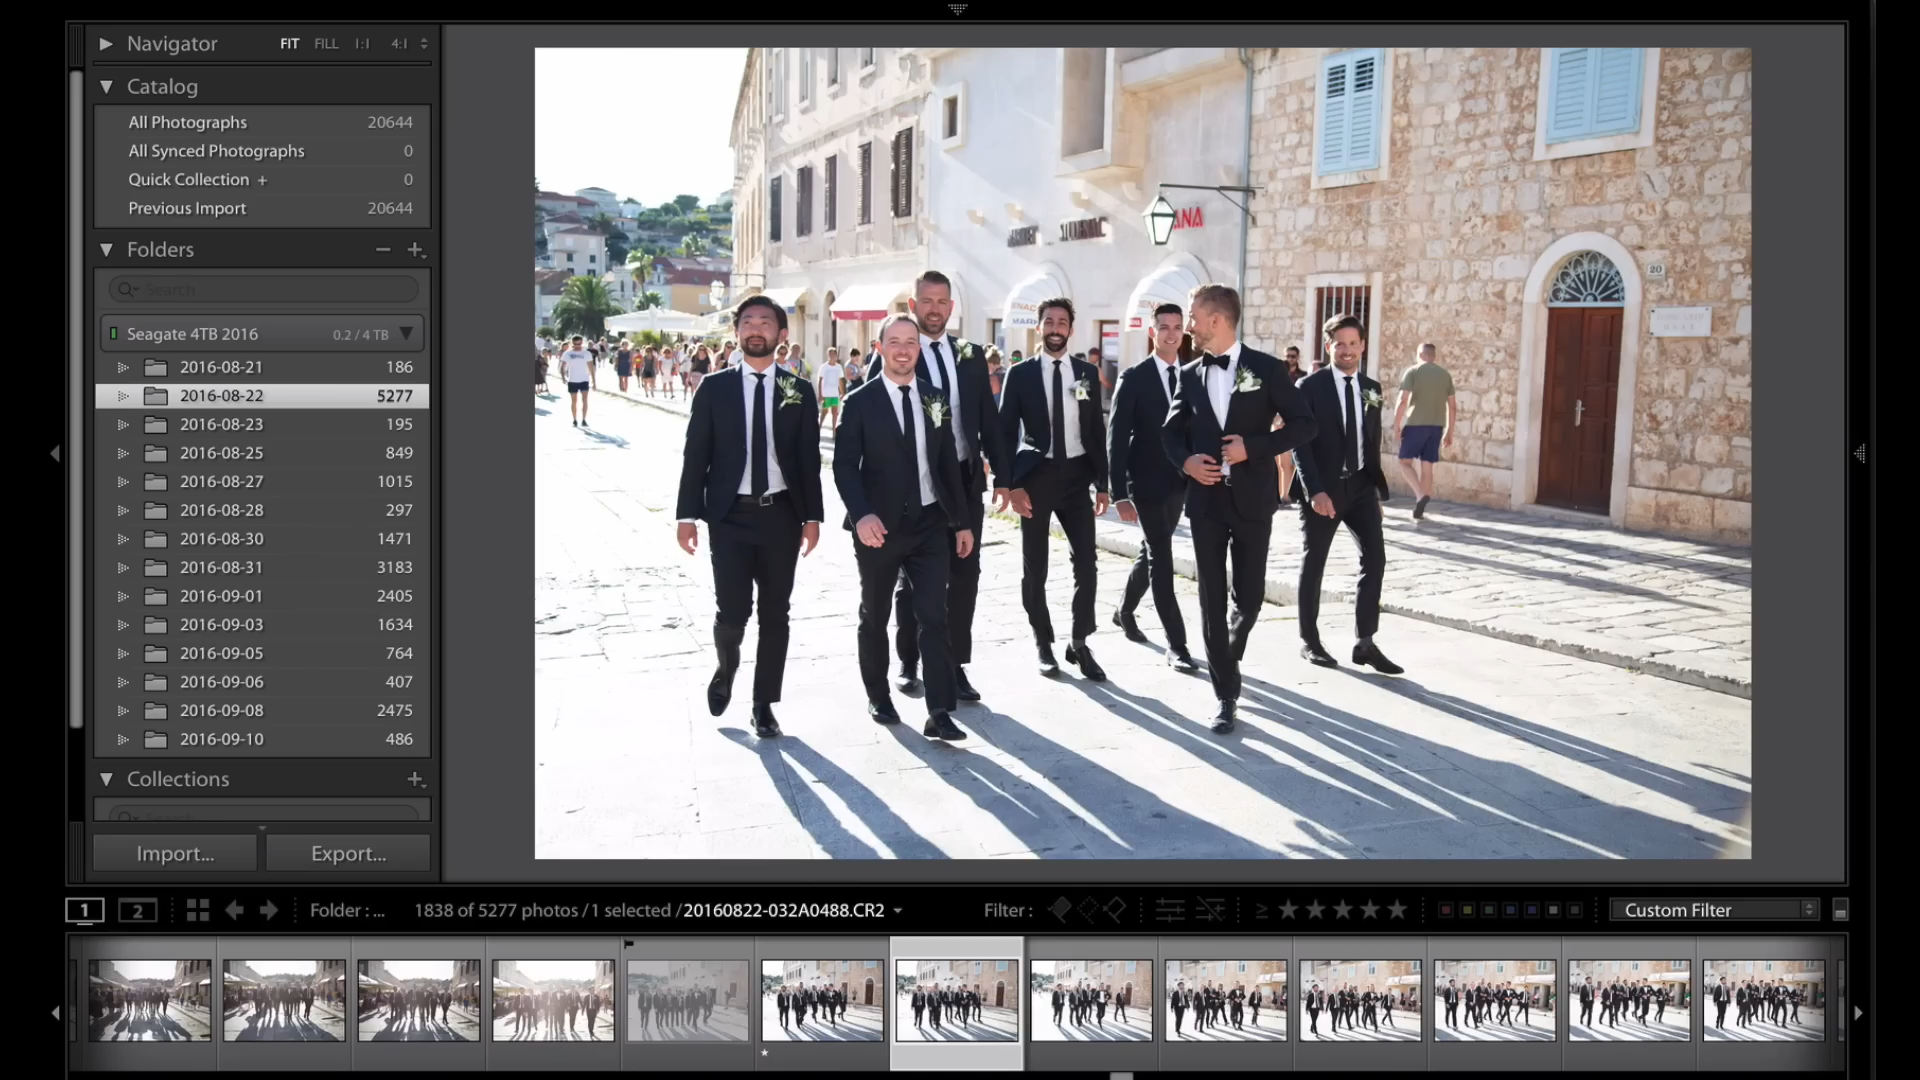 Navigator FIT FILL 1:1 4:1
Catalog
All Photographs 20644
All Synced Photographs 0
Quick Collection + 0
Previous Import 20644
Folders
Search
Seagate 4TB 2016 0.2 / 4 TB
2016-08-21 186
2016-08-22 5277
2016-08-23 195
2016-08-25 849
2016-08-27 1015
2016-08-28 297
2016-08-30 1471
2016-08-31 3183
2016-09-01 2405
2016-09-03 1634
2016-09-05 764
2016-09-06 407
2016-09-08 2475
2016-09-10 486
Collections
Search
Import... Export...
STUDENAC
ANA
20
1 2 Folder : ... 1838 of 5277 photos / 1 selected / 20160822-032A0488.CR2 Filter : ≥ Custom Filter